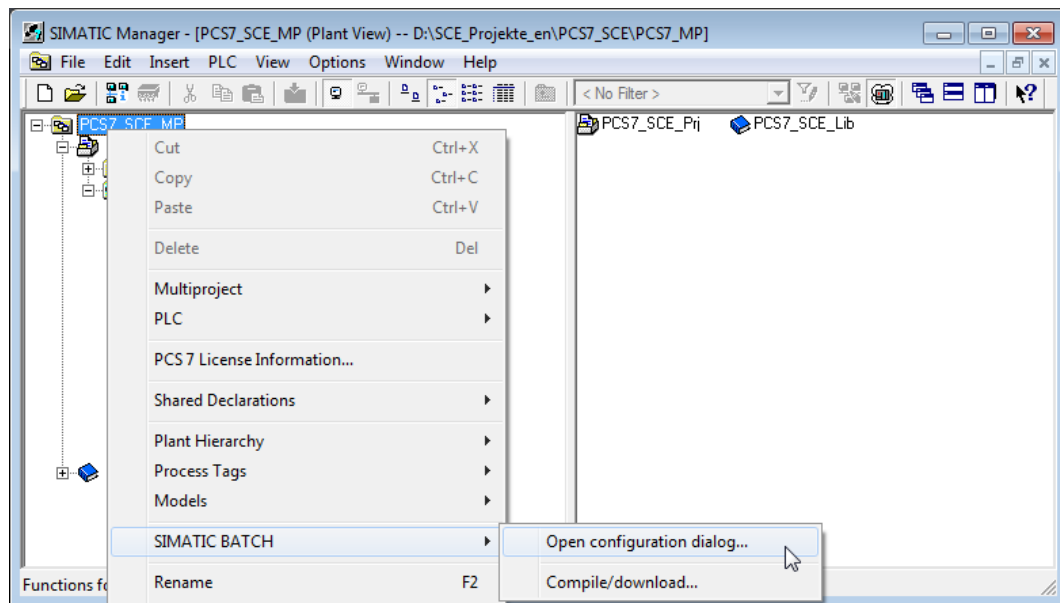 SIMATIC Manager - [PCS7_SCE_MP (Plant View) -- D:\SCE_Projekte_en\PCS7_SCE\PCS7_MP]
File Edit Insert PLC View Options Window Help
< No Filter >
PCS7_SCE_MP
PCS7_SCE_Prj PCS7_SCE_Lib
Cut Ctrl+X
Copy Ctrl+C
Paste Ctrl+V
Delete Del
Multiproject
PLC
PCS 7 License Information...
Shared Declarations
Plant Hierarchy
Process Tags
Models
SIMATIC BATCH
Open configuration dialog...
Compile/download...
Rename F2
Functions fo